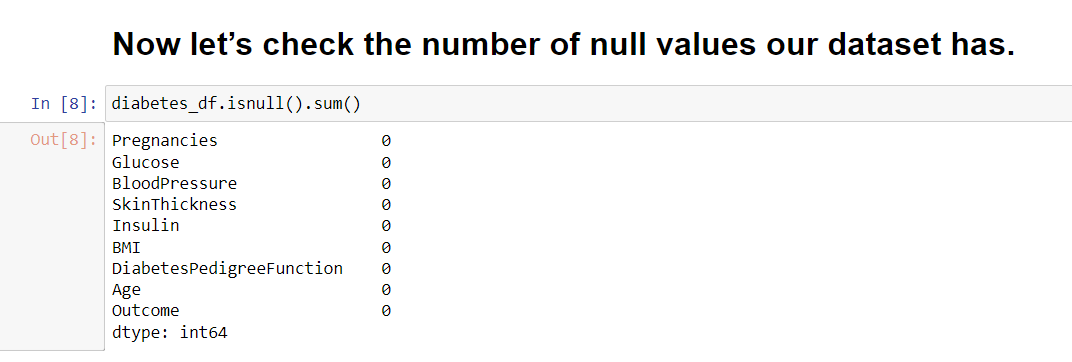 Now let’s check the number of null values our dataset has.
In [8]: diabetes_df.isnull().sum()
Out[8]: Pregnancies 0
Glucose 0
BloodPressure 0
SkinThickness 0
Insulin 0
BMI 0
DiabetesPedigreeFunction 0
Age 0
Outcome 0
dtype: int64